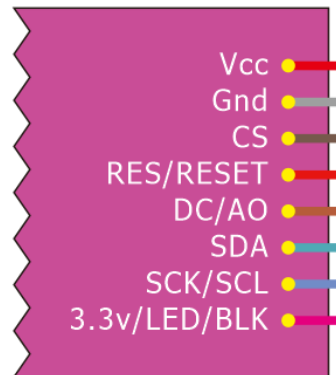 Vcc
Gnd
CS
RES/RESET
DC/AO
SDA
SCK/SCL
3.3v/LED/BLK